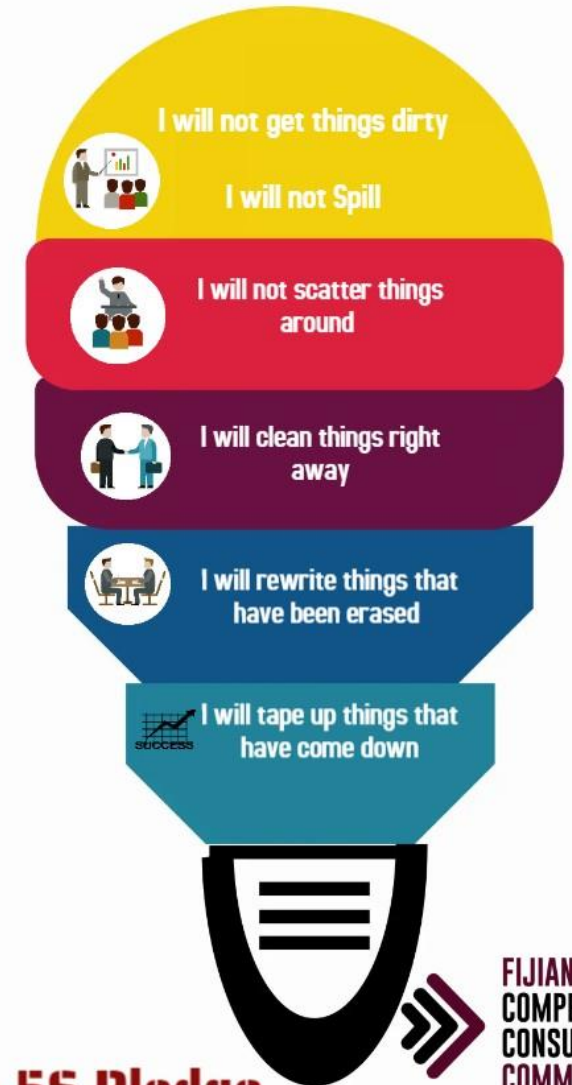 I will not get things dirty
I will not Spill
I will not scatter things
around
I will clean things right
away
I will rewrite things that
have been erased
I will tape up things that
have come down
SUCCESS
FIJIAN